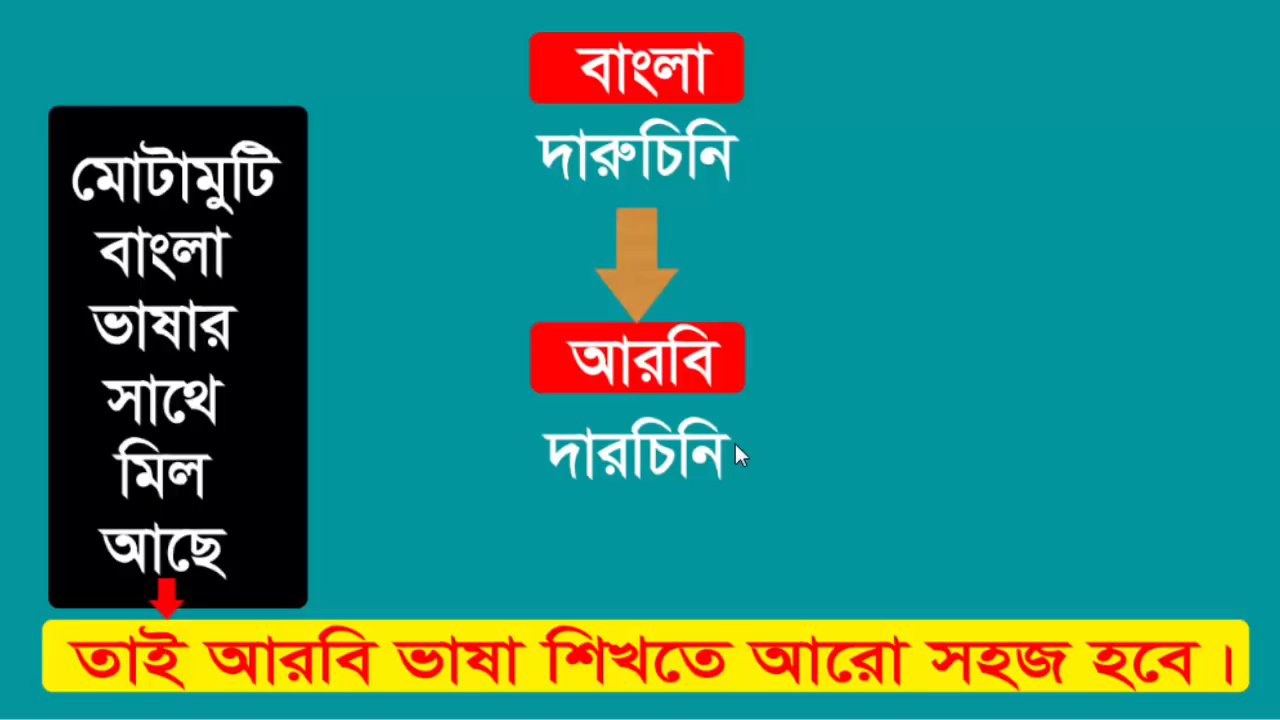 বাংলা
দারুচিনি
আরবি
দারচিনি
মোটামুটি
বাংলা
ভাষার
সাথে
মিল
আছে
তাই আরবি ভাষা শিখতে আরো সহজ হবে ।